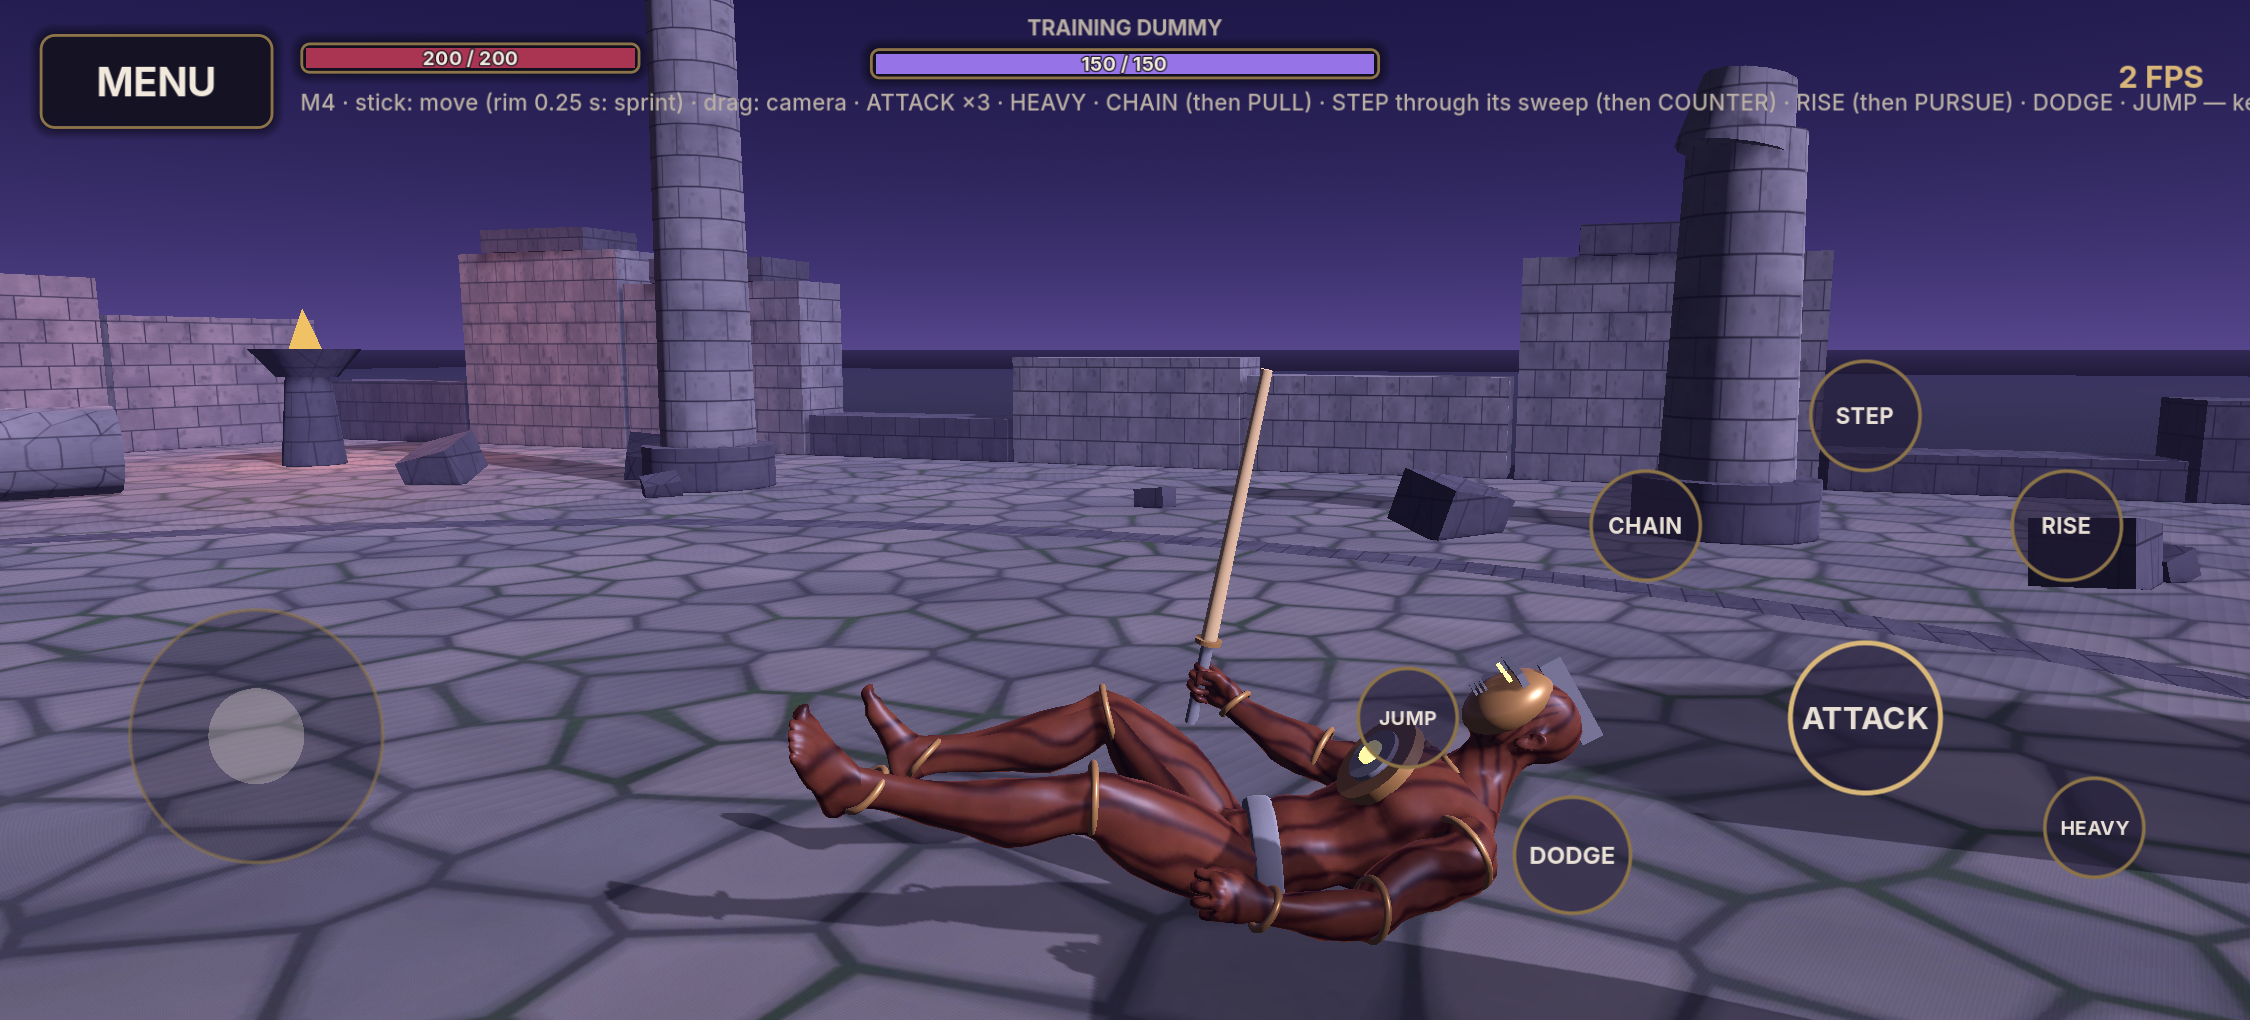 TRAINING DUMMY
MENU
200 / 200
150 / 150
2 FPS
M4 · stick: move (rim 0.25 s: sprint) · drag: camera · ATTACK ×3 · HEAVY · CHAIN (then PULL) · STEP through its sweep (then COUNTER) · RISE (then PURSUE) · DODGE · JUMP — ke
STEP
CHAIN
RISE
JUMP
ATTACK
HEAVY
DODGE